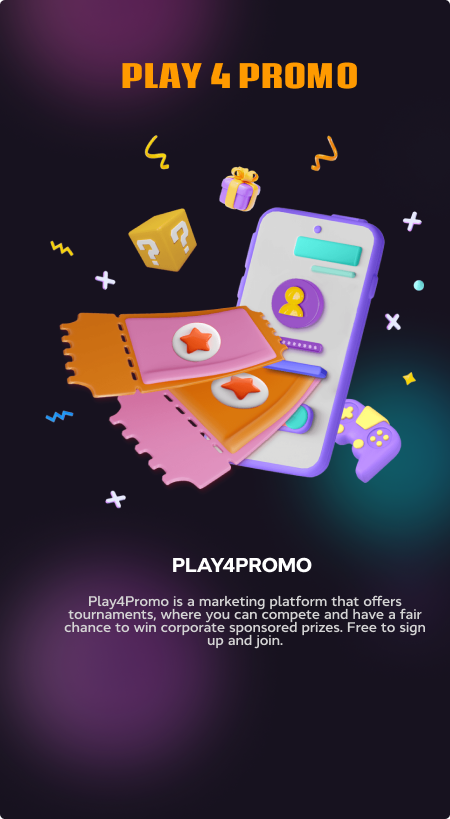 PLAY 4 PROMO
? ?
PLAY4PROMO
Play4Promo is a marketing platform that offers
tournaments, where you can compete and have a fair
chance to win corporate sponsored prizes. Free to sign
up and join.